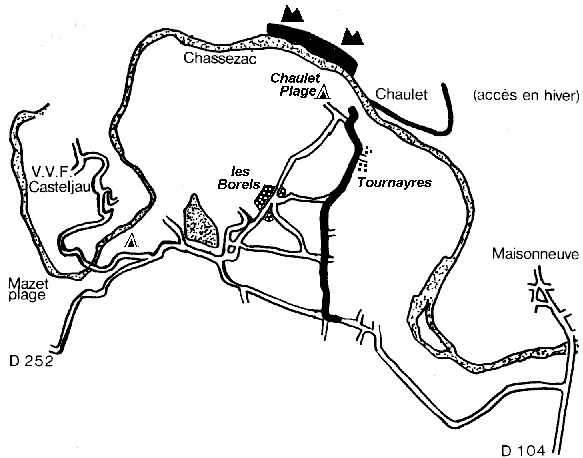 Chassezac
Chaulet
Plage
Chaulet
(accès en hiver)
V.V.F.
Casteljau
les
Borels
Tournayres
Maisonneuve
Mazet
plage
D 252
D 104